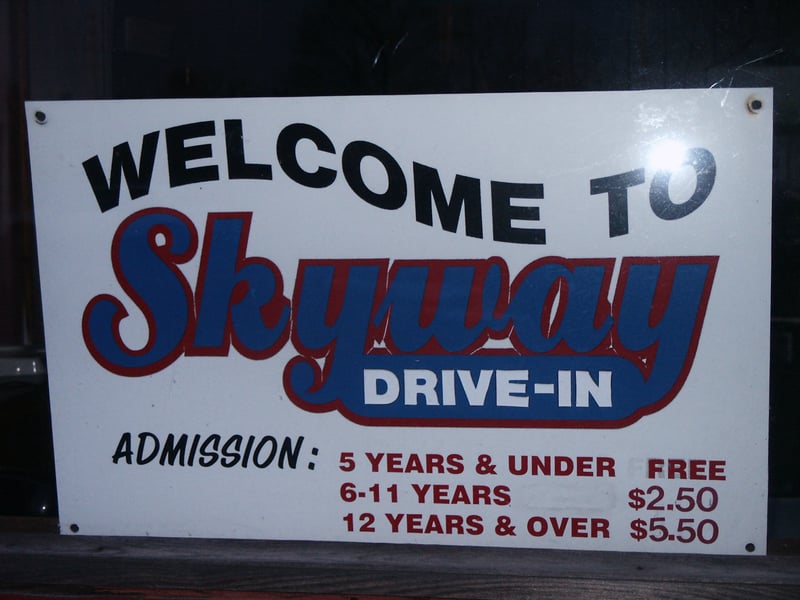 WELCOME TO
Skyway
DRIVE-IN
ADMISSION: 5 YEARS & UNDER FREE
6-11 YEARS $2.50
12 YEARS & OVER $5.50